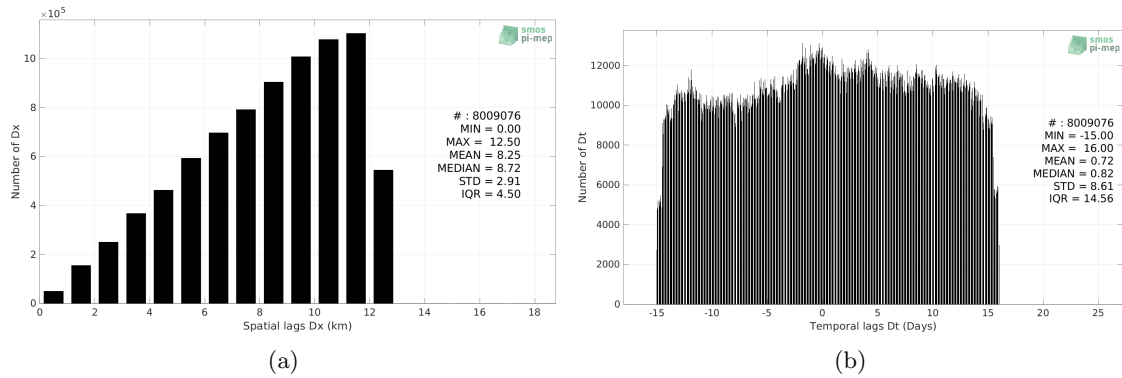 ×10⁵
smos
pi-mep
10
8
6
4
2
0
Number of Dx
# : 8009076
MIN = 0.00
MAX = 12.50
MEAN = 8.25
MEDIAN = 8.72
STD = 2.91
IQR = 4.50
0 2 4 6 8 10 12 14 16 18
Spatial lags Dx (km)
(a)
smos
pi-mep
12000
10000
8000
6000
4000
2000
0
Number of Dt
# : 8009076
MIN = -15.00
MAX = 16.00
MEAN = 0.72
MEDIAN = 0.82
STD = 8.61
IQR = 14.56
-15 -10 -5 0 5 10 15 20 25
Temporal lags Dt (Days)
(b)